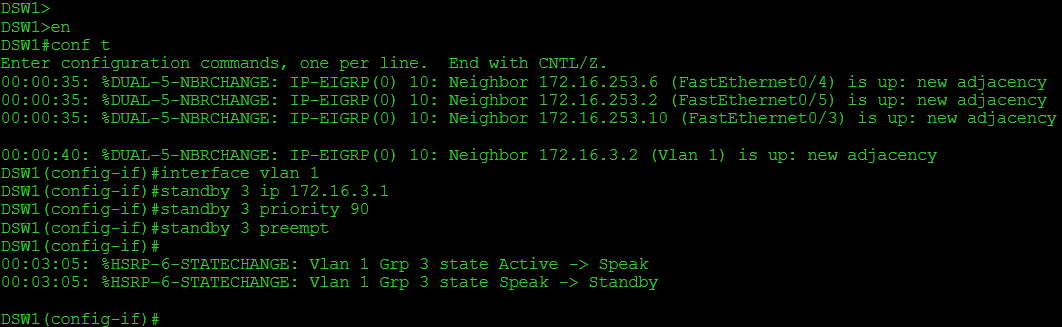 DSW1>
DSW1>en
DSW1#conf t
Enter configuration commands, one per line.  End with CNTL/Z.
00:00:35: %DUAL-5-NBRCHANGE: IP-EIGRP(0) 10: Neighbor 172.16.253.6 (FastEthernet0/4) is up: new adjacency
00:00:35: %DUAL-5-NBRCHANGE: IP-EIGRP(0) 10: Neighbor 172.16.253.2 (FastEthernet0/5) is up: new adjacency
00:00:35: %DUAL-5-NBRCHANGE: IP-EIGRP(0) 10: Neighbor 172.16.253.10 (FastEthernet0/3) is up: new adjacency
00:00:40: %DUAL-5-NBRCHANGE: IP-EIGRP(0) 10: Neighbor 172.16.3.2 (Vlan 1) is up: new adjacency
DSW1(config-if)#interface vlan 1
DSW1(config-if)#standby 3 ip 172.16.3.1
DSW1(config-if)#standby 3 priority 90
DSW1(config-if)#standby 3 preempt
DSW1(config-if)#
00:03:05: %HSRP-6-STATECHANGE: Vlan 1 Grp 3 state Active -> Speak
00:03:05: %HSRP-6-STATECHANGE: Vlan 1 Grp 3 state Speak -> Standby
DSW1(config-if)#